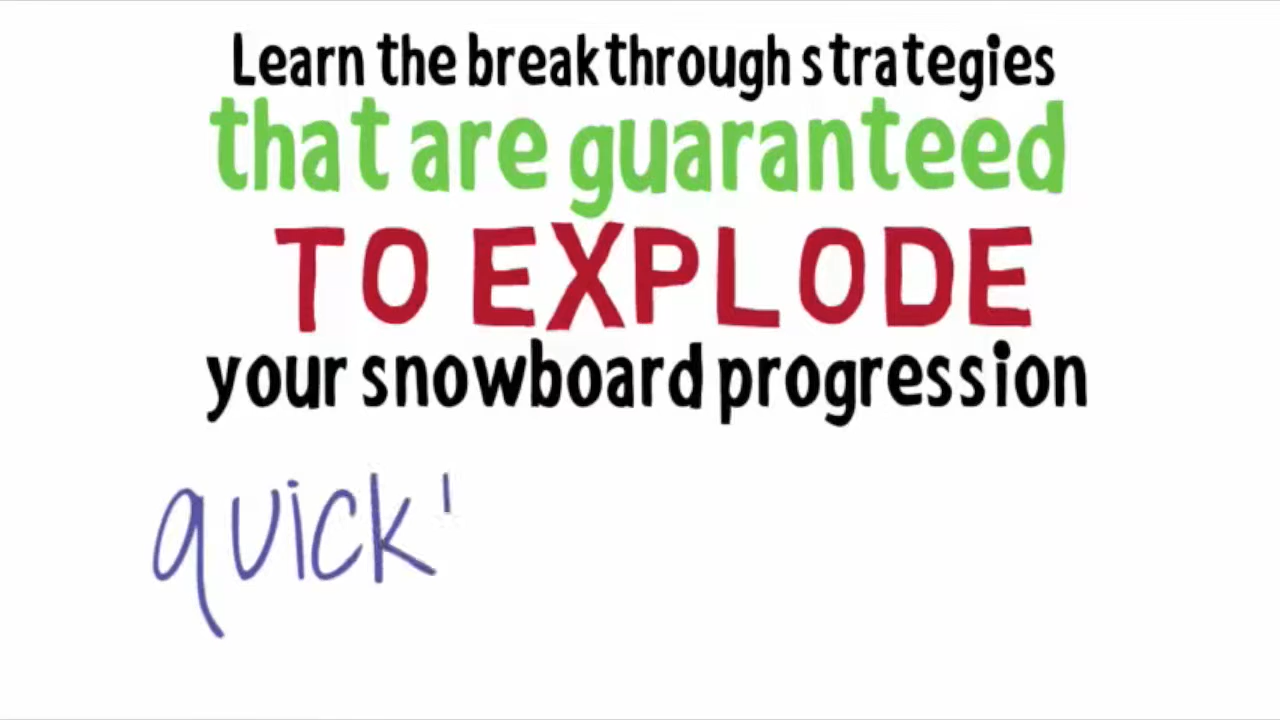 Learn the breakthrough strategies
that are guaranteed
TO EXPLODE
your snowboard progression
quick